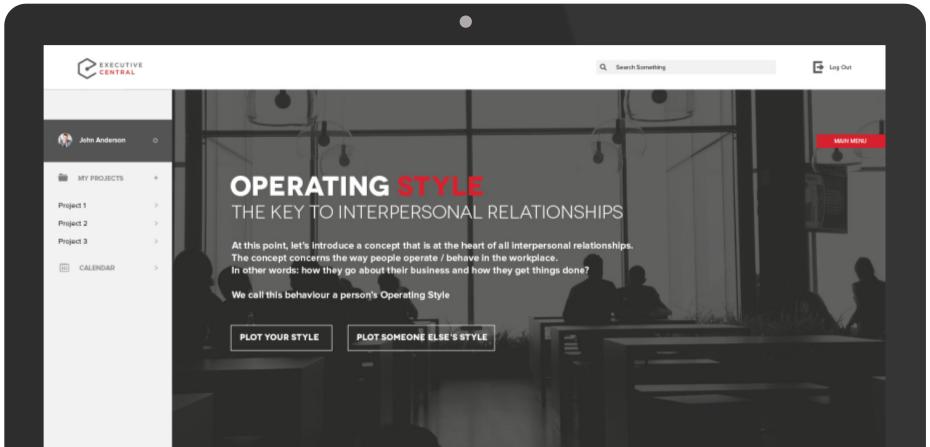 EXECUTIVE
CENTRAL
Search Something
Log Out
John Anderson
MAIN MENU
MY PROJECTS +
Project 1 >
Project 2 >
Project 3 >
CALENDAR >
OPERATING STYLE
THE KEY TO INTERPERSONAL RELATIONSHIPS
At this point, let's introduce a concept that is at the heart of all interpersonal relationships.
The concept concerns the way people operate / behave in the workplace.
In other words: how they go about their business and how they get things done?
We call this behaviour a person's Operating Style
PLOT YOUR STYLE
PLOT SOMEONE ELSE'S STYLE